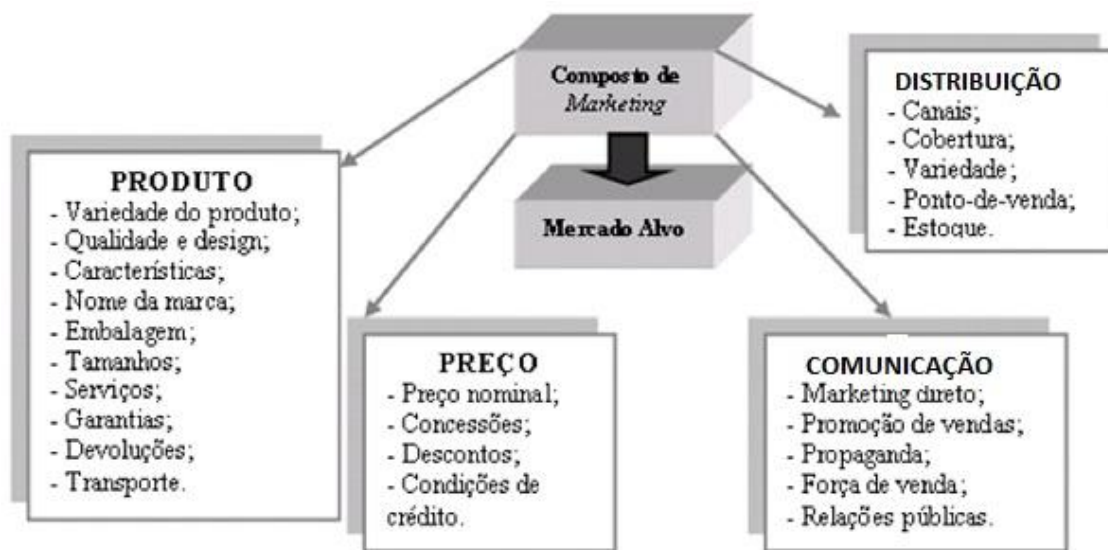 Composto de
Marketing
Mercado Alvo
PRODUTO
- Variedade do produto;
- Qualidade e design;
- Características;
- Nome da marca;
- Embalagem;
- Tamanhos;
- Serviços;
- Garantias;
- Devoluções;
- Transporte.
PREÇO
- Preço nominal;
- Concessões;
- Descontos;
- Condições de
crédito.
DISTRIBUIÇÃO
- Canais;
- Cobertura;
- Variedade;
- Ponto-de-venda;
- Estoque.
COMUNICAÇÃO
- Marketing direto;
- Promoção de vendas;
- Propaganda;
- Força de venda;
- Relações públicas.